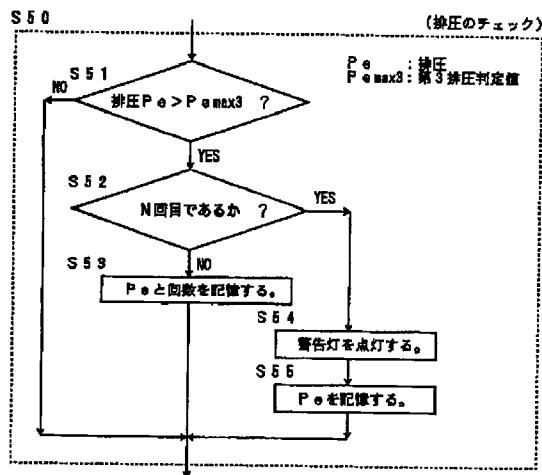 S50
(排圧のチェック)
Pe :排圧
Pemax3:第3排圧判定値
S51
NO
排圧Pe>Pemax3 ?
YES
S52
N回目であるか ?
YES
S53
NO
Peと回数を記憶する。
S54
警告灯を点灯する。
S55
Peを記憶する。